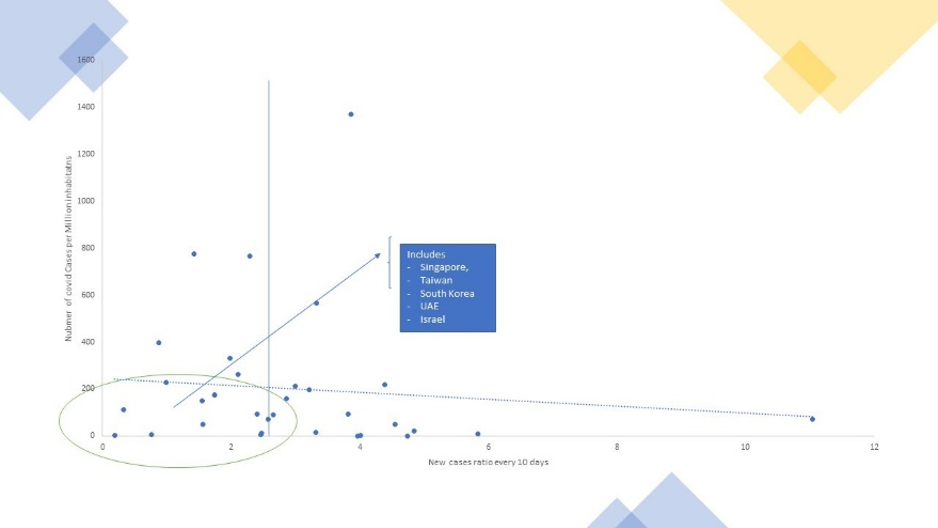 1600
1400
1200
1000
800
600
400
200
0
Nubmer of covid Cases per Million inhabitatns
Includes
- Singapore,
- Taiwan
- South Korea
- UAE
- Israel
0 2 4 6 8 10 12
New cases ratio every 10 days